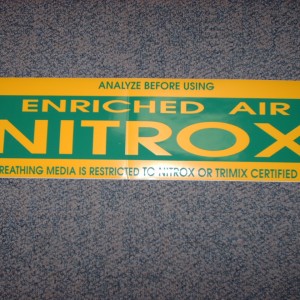 ANALYZE BEFORE USING
ENRICHED AIR
NITROX
REATHING MEDIA IS RESTRICTED TO NITROX OR TRIMIX CERTIFIED